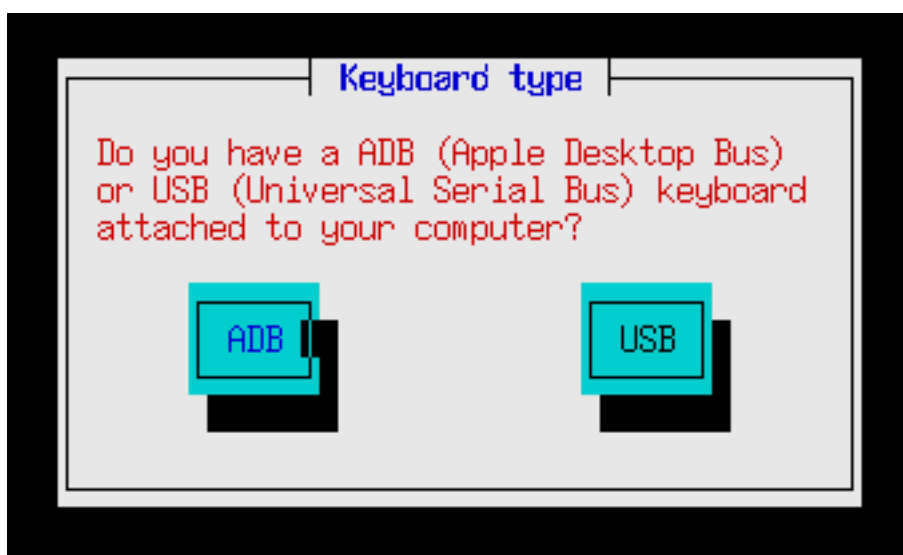 Keyboard type
Do you have a ADB (Apple Desktop Bus)
or USB (Universal Serial Bus) keyboard
attached to your computer?
ADB USB